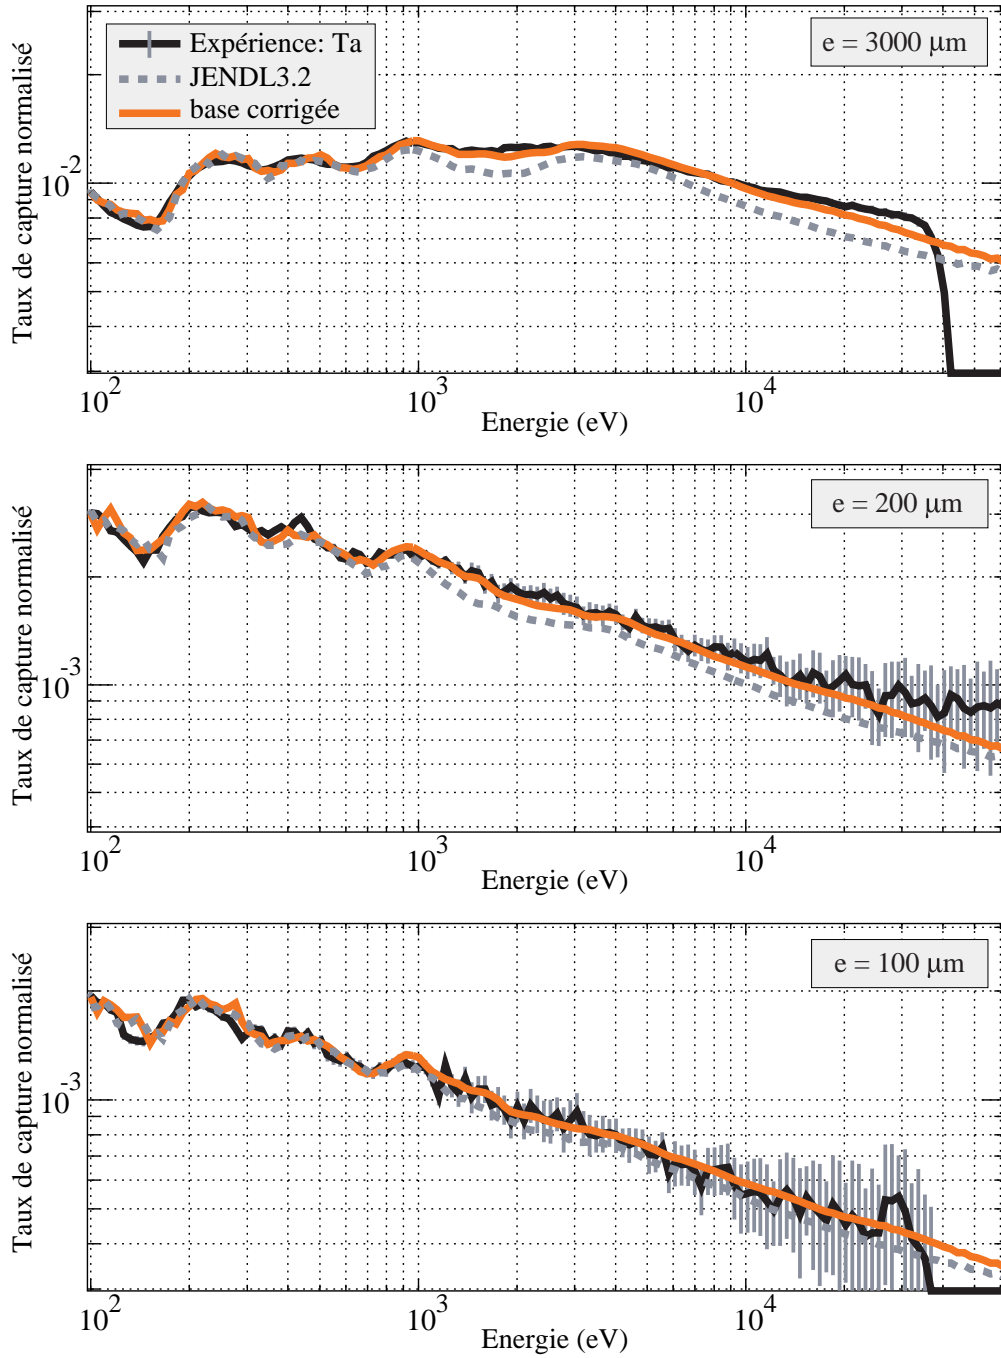 Expérience: Ta
JENDL3.2
base corrigée
e = 3000 µm
Taux de capture normalisé
10^-2
10^2
10^3
10^4
Energie (eV)
e = 200 µm
Taux de capture normalisé
10^-3
10^2
10^3
10^4
Energie (eV)
e = 100 µm
Taux de capture normalisé
10^-3
10^2
10^3
10^4
Energie (eV)